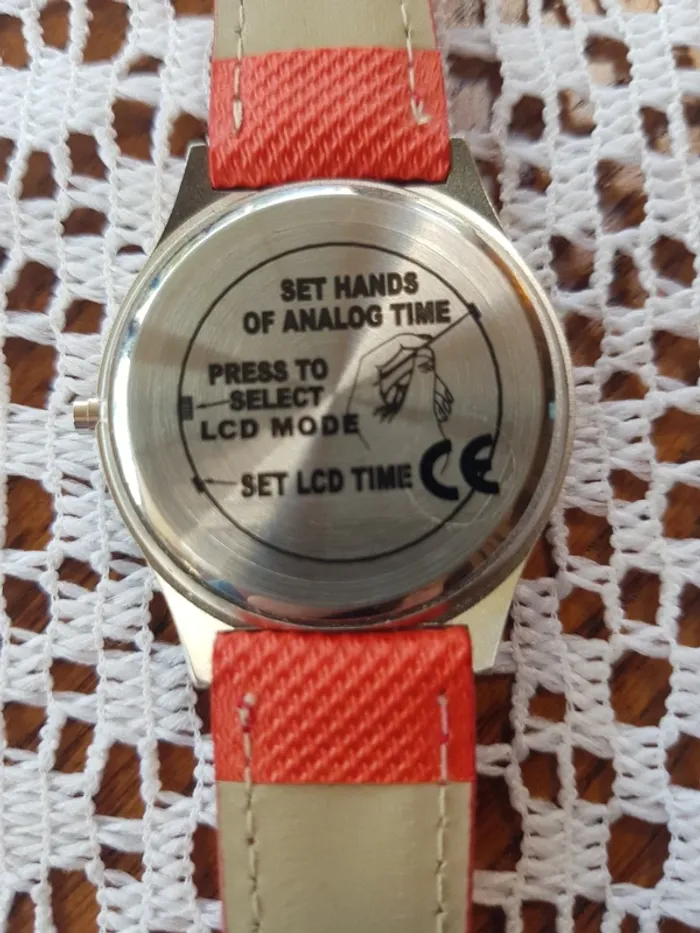 SET HANDS
OF ANALOG TIME
PRESS TO
SELECT
LCD MODE
SET LCD TIME CE